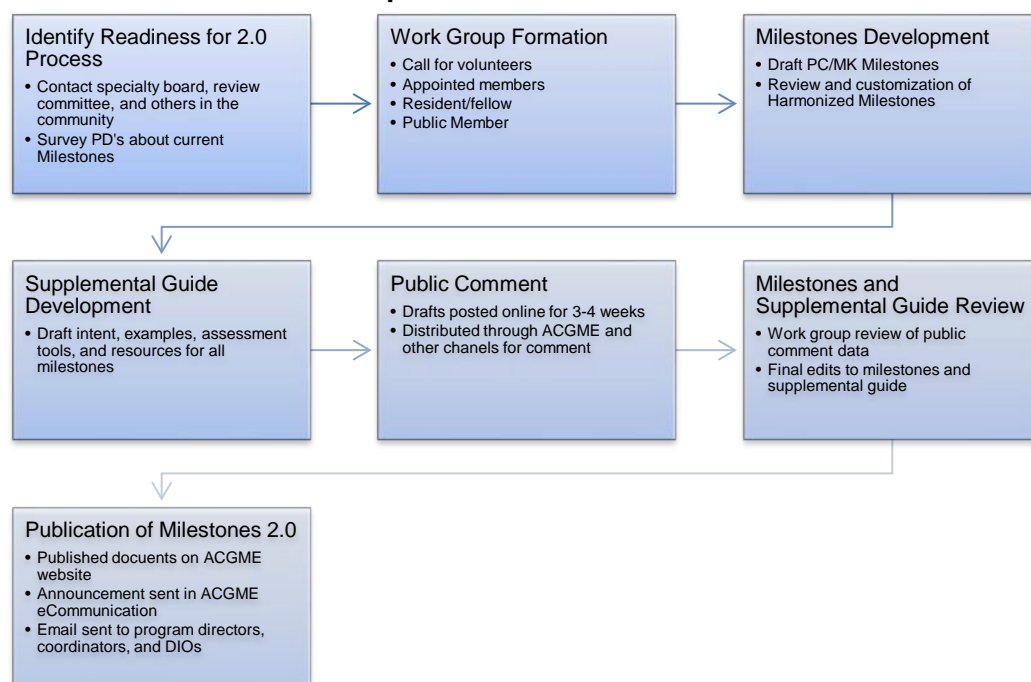 Identify Readiness for 2.0
Process
• Contact specialty board, review
committee, and others in the
community
• Survey PD's about current
Milestones
Work Group Formation
• Call for volunteers
• Appointed members
• Resident/fellow
• Public Member
Milestones Development
• Draft PC/MK Milestones
• Review and customization of
Harmonized Milestones
Supplemental Guide
Development
• Draft intent, examples, assessment
tools, and resources for all
milestones
Public Comment
• Drafts posted online for 3-4 weeks
• Distributed through ACGME and
other chanels for comment
Milestones and
Supplemental Guide Review
• Work group review of public
comment data
• Final edits to milestones and
supplemental guide
Publication of Milestones 2.0
• Published docuents on ACGME
website
• Announcement sent in ACGME
eCommunication
• Email sent to program directors,
coordinators, and DIOs